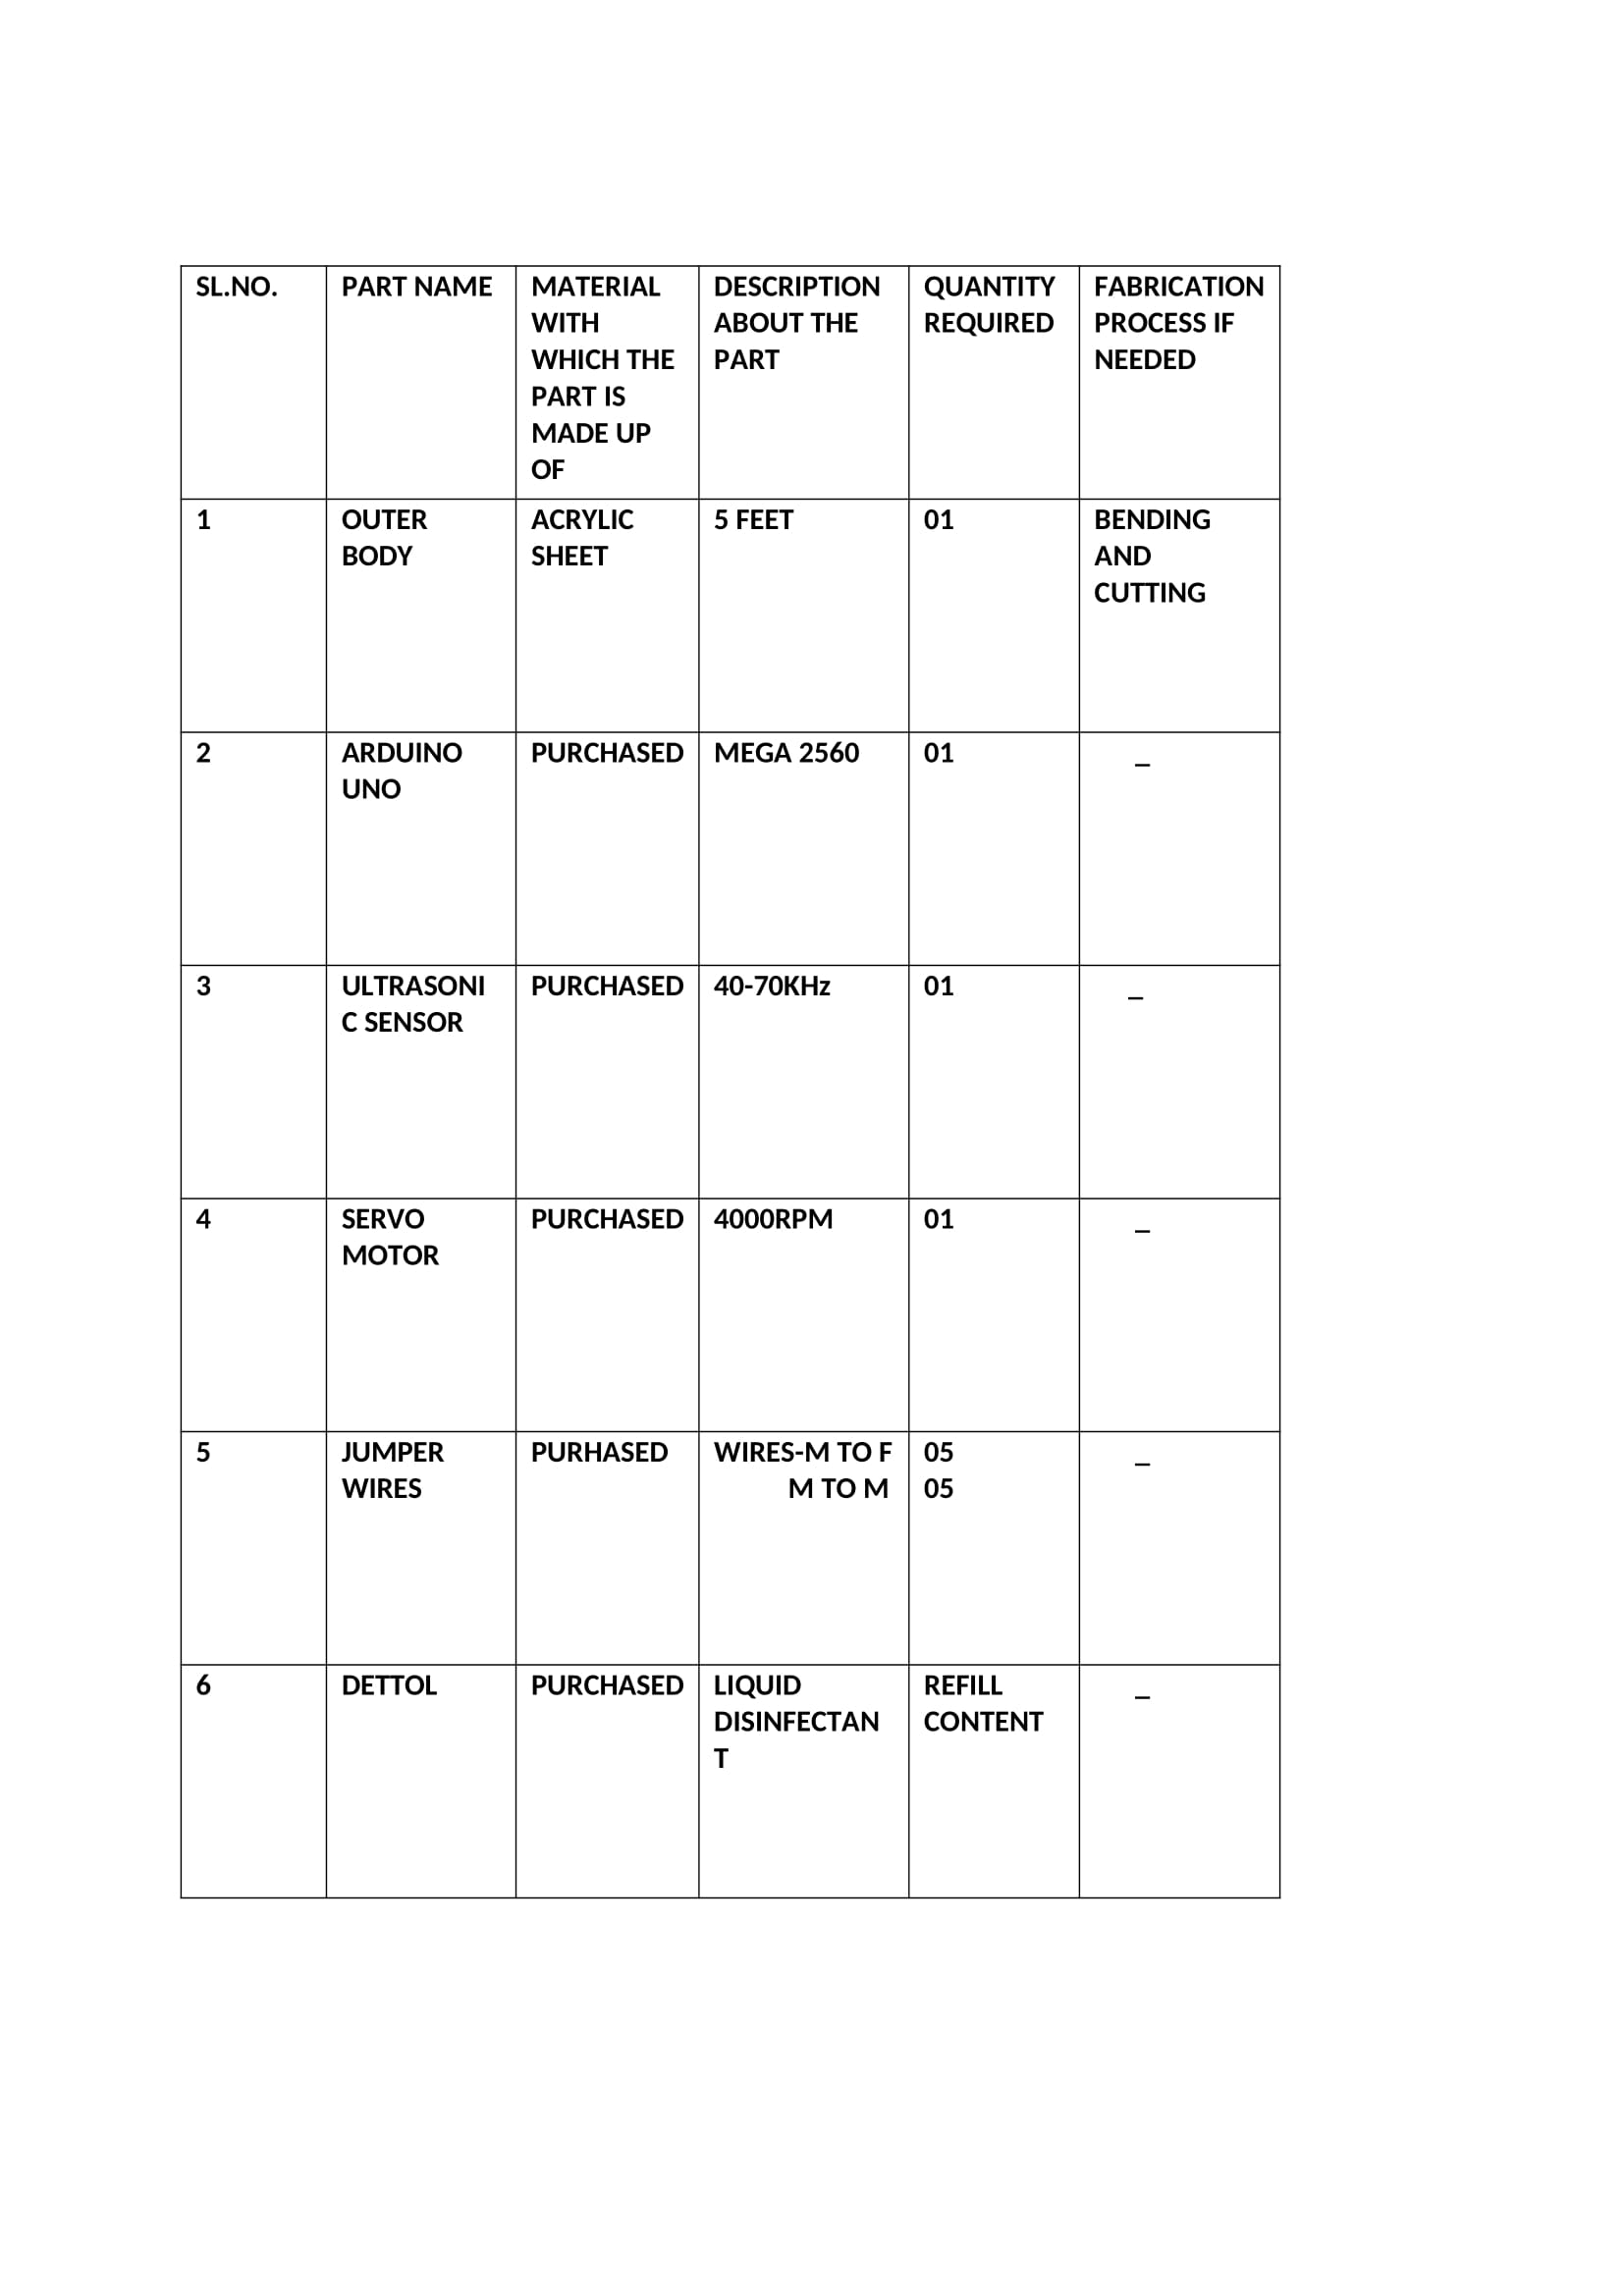 SL.NO.
PART NAME
MATERIAL
WITH
WHICH THE
PART IS
MADE UP
OF
DESCRIPTION
ABOUT THE
PART
QUANTITY
REQUIRED
FABRICATION
PROCESS IF
NEEDED
1
OUTER
BODY
ACRYLIC
SHEET
5 FEET
01
BENDING
AND
CUTTING
2
ARDUINO
UNO
PURCHASED
MEGA 2560
01
_
3
ULTRASONI
C SENSOR
PURCHASED
40-70KHz
01
_
4
SERVO
MOTOR
PURCHASED
4000RPM
01
_
5
JUMPER
WIRES
PURHASED
WIRES-M TO F
M TO M
05
05
_
6
DETTOL
PURCHASED
LIQUID
DISINFECTAN
T
REFILL
CONTENT
_